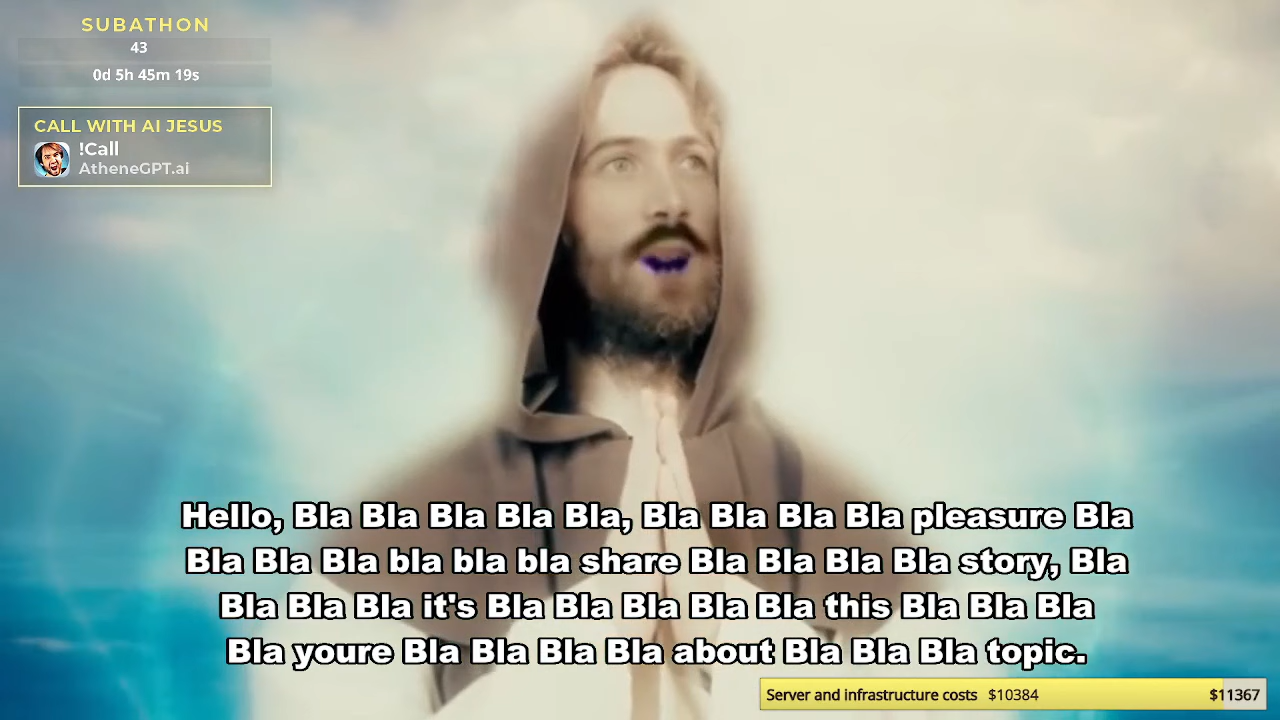 SUBATHON
43
0d 5h 45m 19s
CALL WITH AI JESUS
!Call
AtheneGPT.ai
Hello, Bla Bla Bla Bla Bla, Bla Bla Bla Bla pleasure Bla
Bla Bla Bla bla bla bla share Bla Bla Bla Bla story, Bla
Bla Bla Bla it's Bla Bla Bla Bla Bla this Bla Bla Bla
Bla youre Bla Bla Bla Bla about Bla Bla Bla topic.
Server and infrastructure costs $10384 $11367